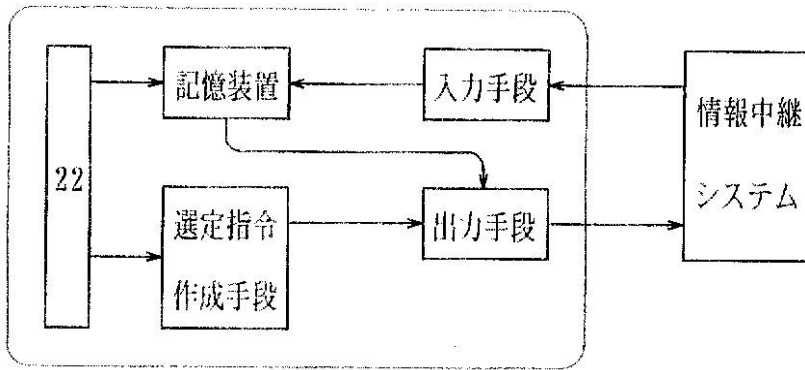 記憶装置
入力手段
情報中継
システム
22
選定指令
作成手段
出力手段